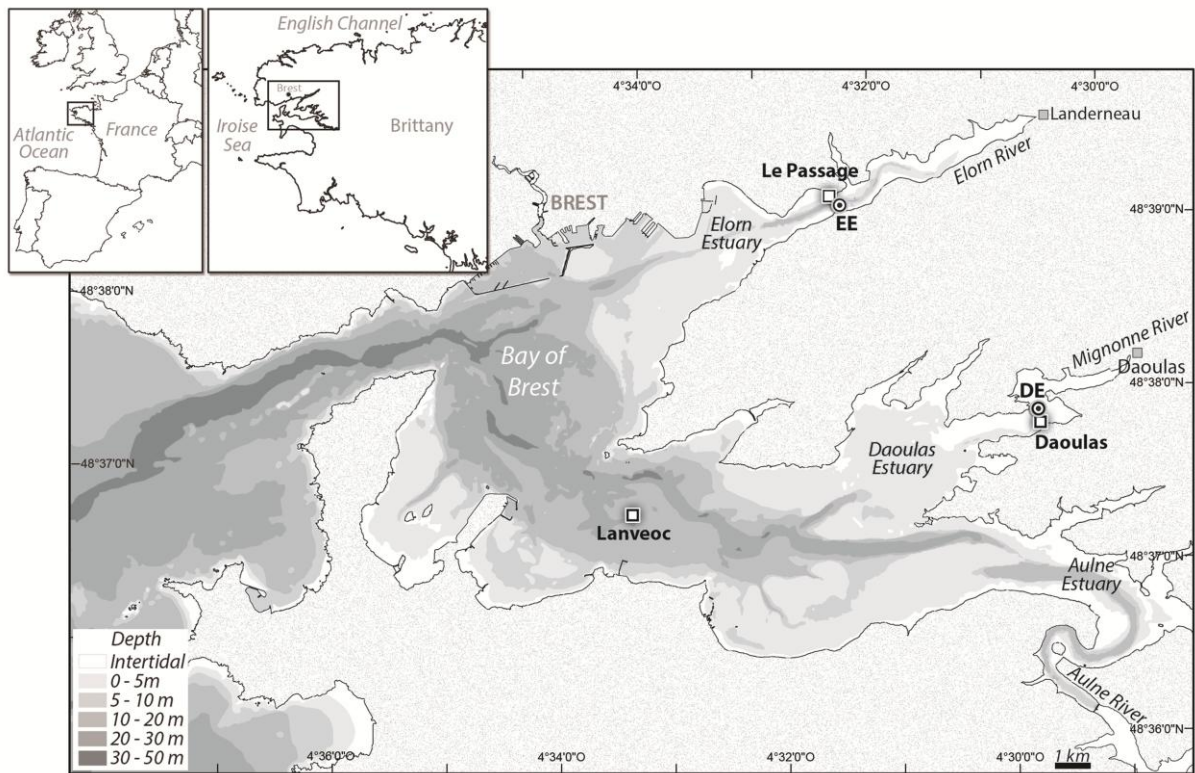 English Channel
Brest
Atlantic
Ocean
France
Iroise
Sea
Brittany
4°34'0"O
4°32'0"O
4°30'0"O
Landerneau
Elorn River
Le Passage
EE
BREST
Elorn
Estuary
48°39'0"N
48°38'0"N
Bay of
Brest
Mignonne River
Daoulas
48°38'0"N
DE
Daoulas
Daoulas
Estuary
48°37'0"N
Lanveoc
48°37'0"N
Aulne
Estuary
Aulne River
48°36'0"N
Depth
Intertidal
0 - 5m
5 - 10 m
10 - 20 m
20 - 30 m
30 - 50 m
4°36'0"O
4°34'0"O
4°32'0"O
4°30'0"O
1 km